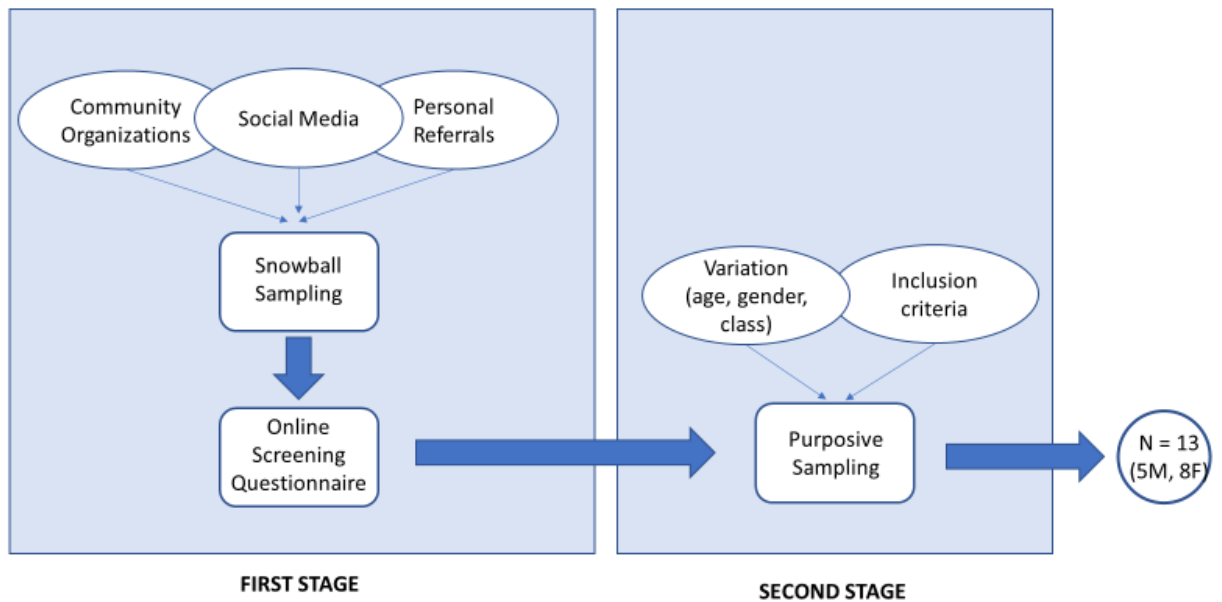 Community
Organizations
Social Media
Personal
Referrals
Snowball
Sampling
Online
Screening
Questionnaire
FIRST STAGE
Variation
(age, gender,
class)
Inclusion
criteria
Purposive
Sampling
SECOND STAGE
N = 13
(5M, 8F)